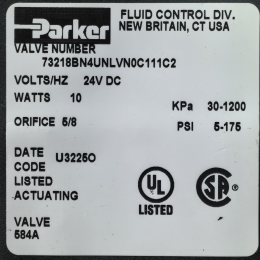 Parker
FLUID CONTROL DIV.
NEW BRITAIN, CT USA
VALVE NUMBER
73218BN4UNLVN0C111C2
VOLTS/HZ 24V DC
WATTS 10
KPa 30-1200
ORIFICE 5/8
PSI 5-175
DATE CODE U3225O
LISTED
ACTUATING
UL
LISTED
SA
VALVE
584A